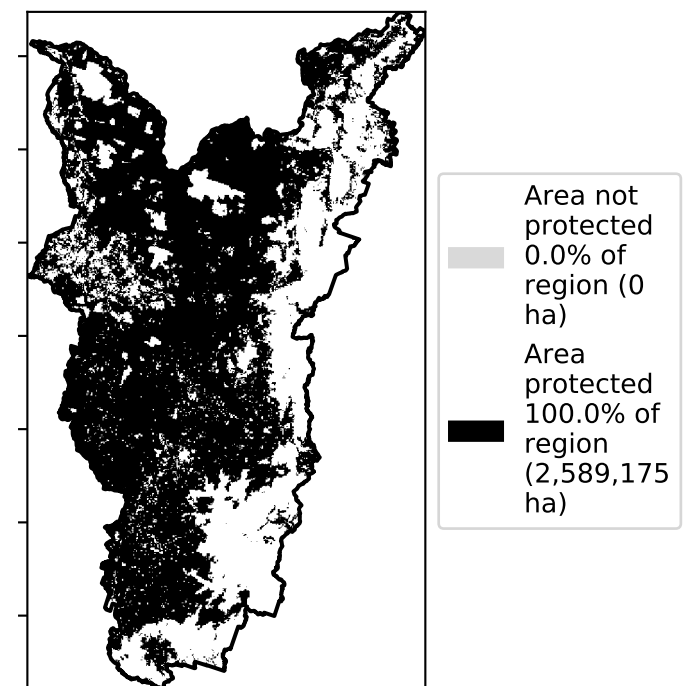 Area not
protected
0.0% of
region (0
ha)
Area
protected
100.0% of
region
(2,589,175
ha)